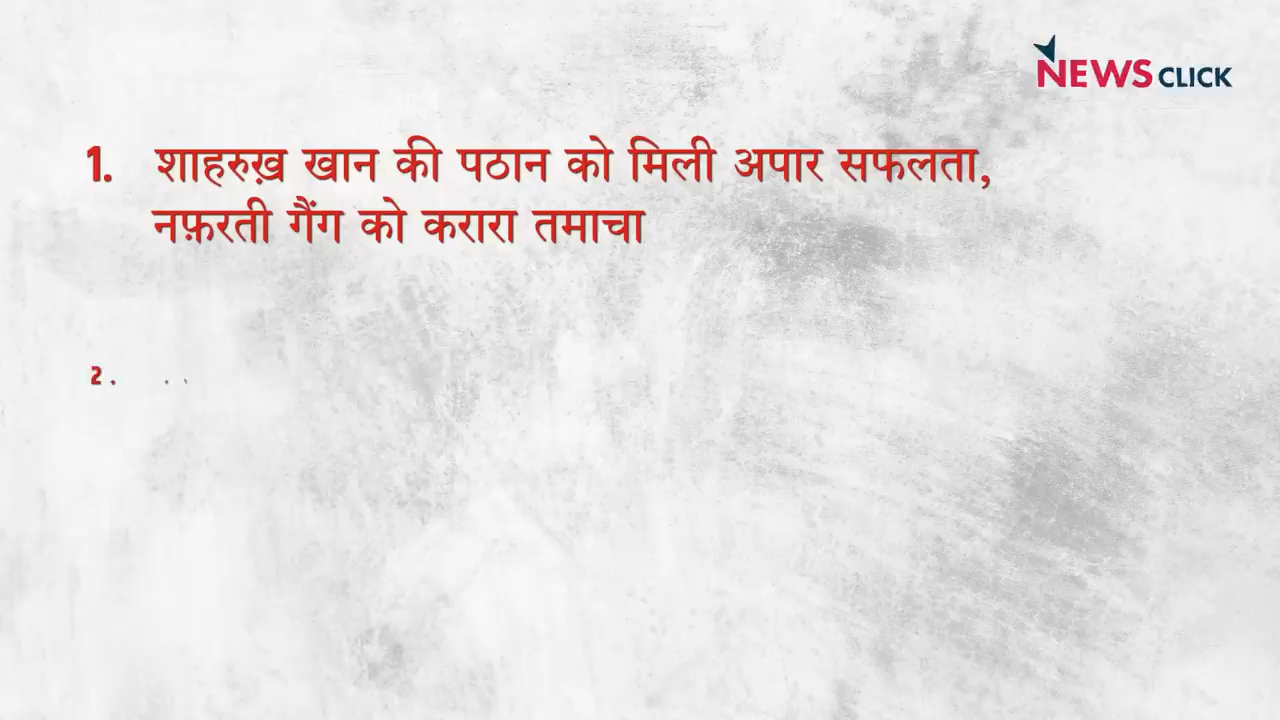 NEWS CLICK
1. शाहरुख़ खान की पठान को मिली अपार सफलता,
नफ़रती गैंग को करारा तमाचा
2.